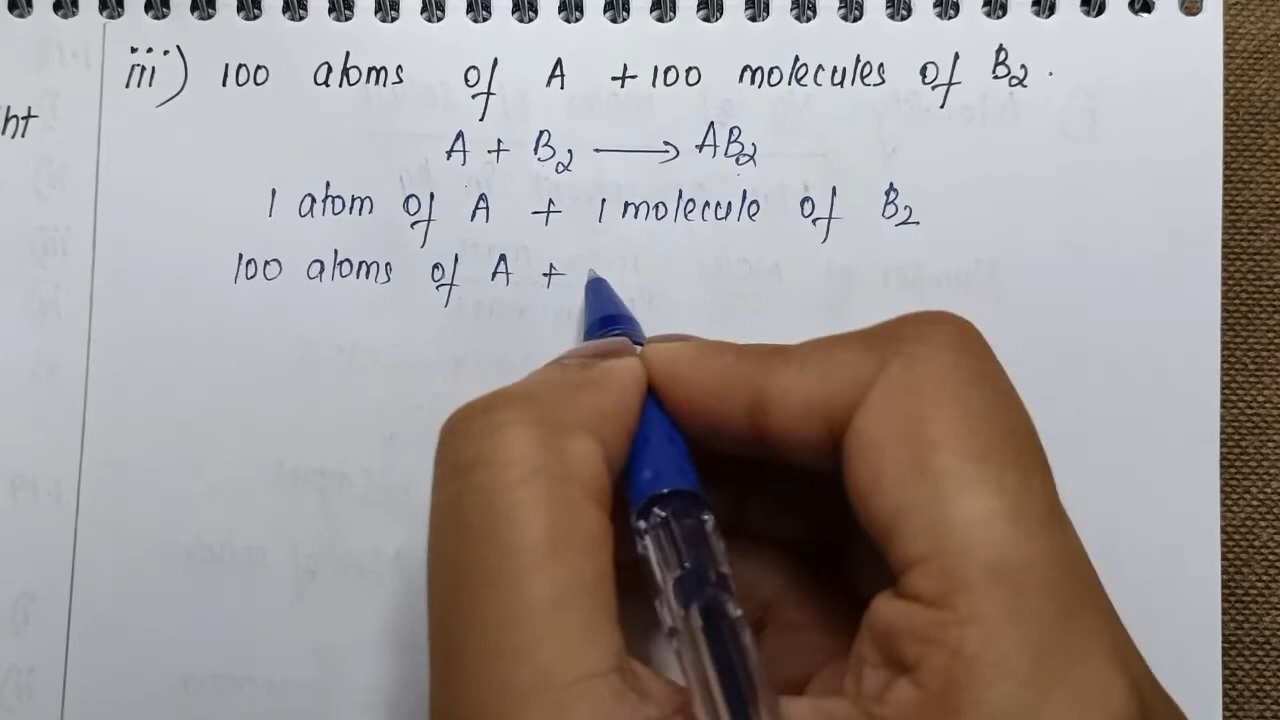 iii) 100 atoms of A + 100 molecules of B₂.
ht
A + B₂ ⟶ AB₂
1 atom of A + 1 molecule of B₂
100 atoms of A +